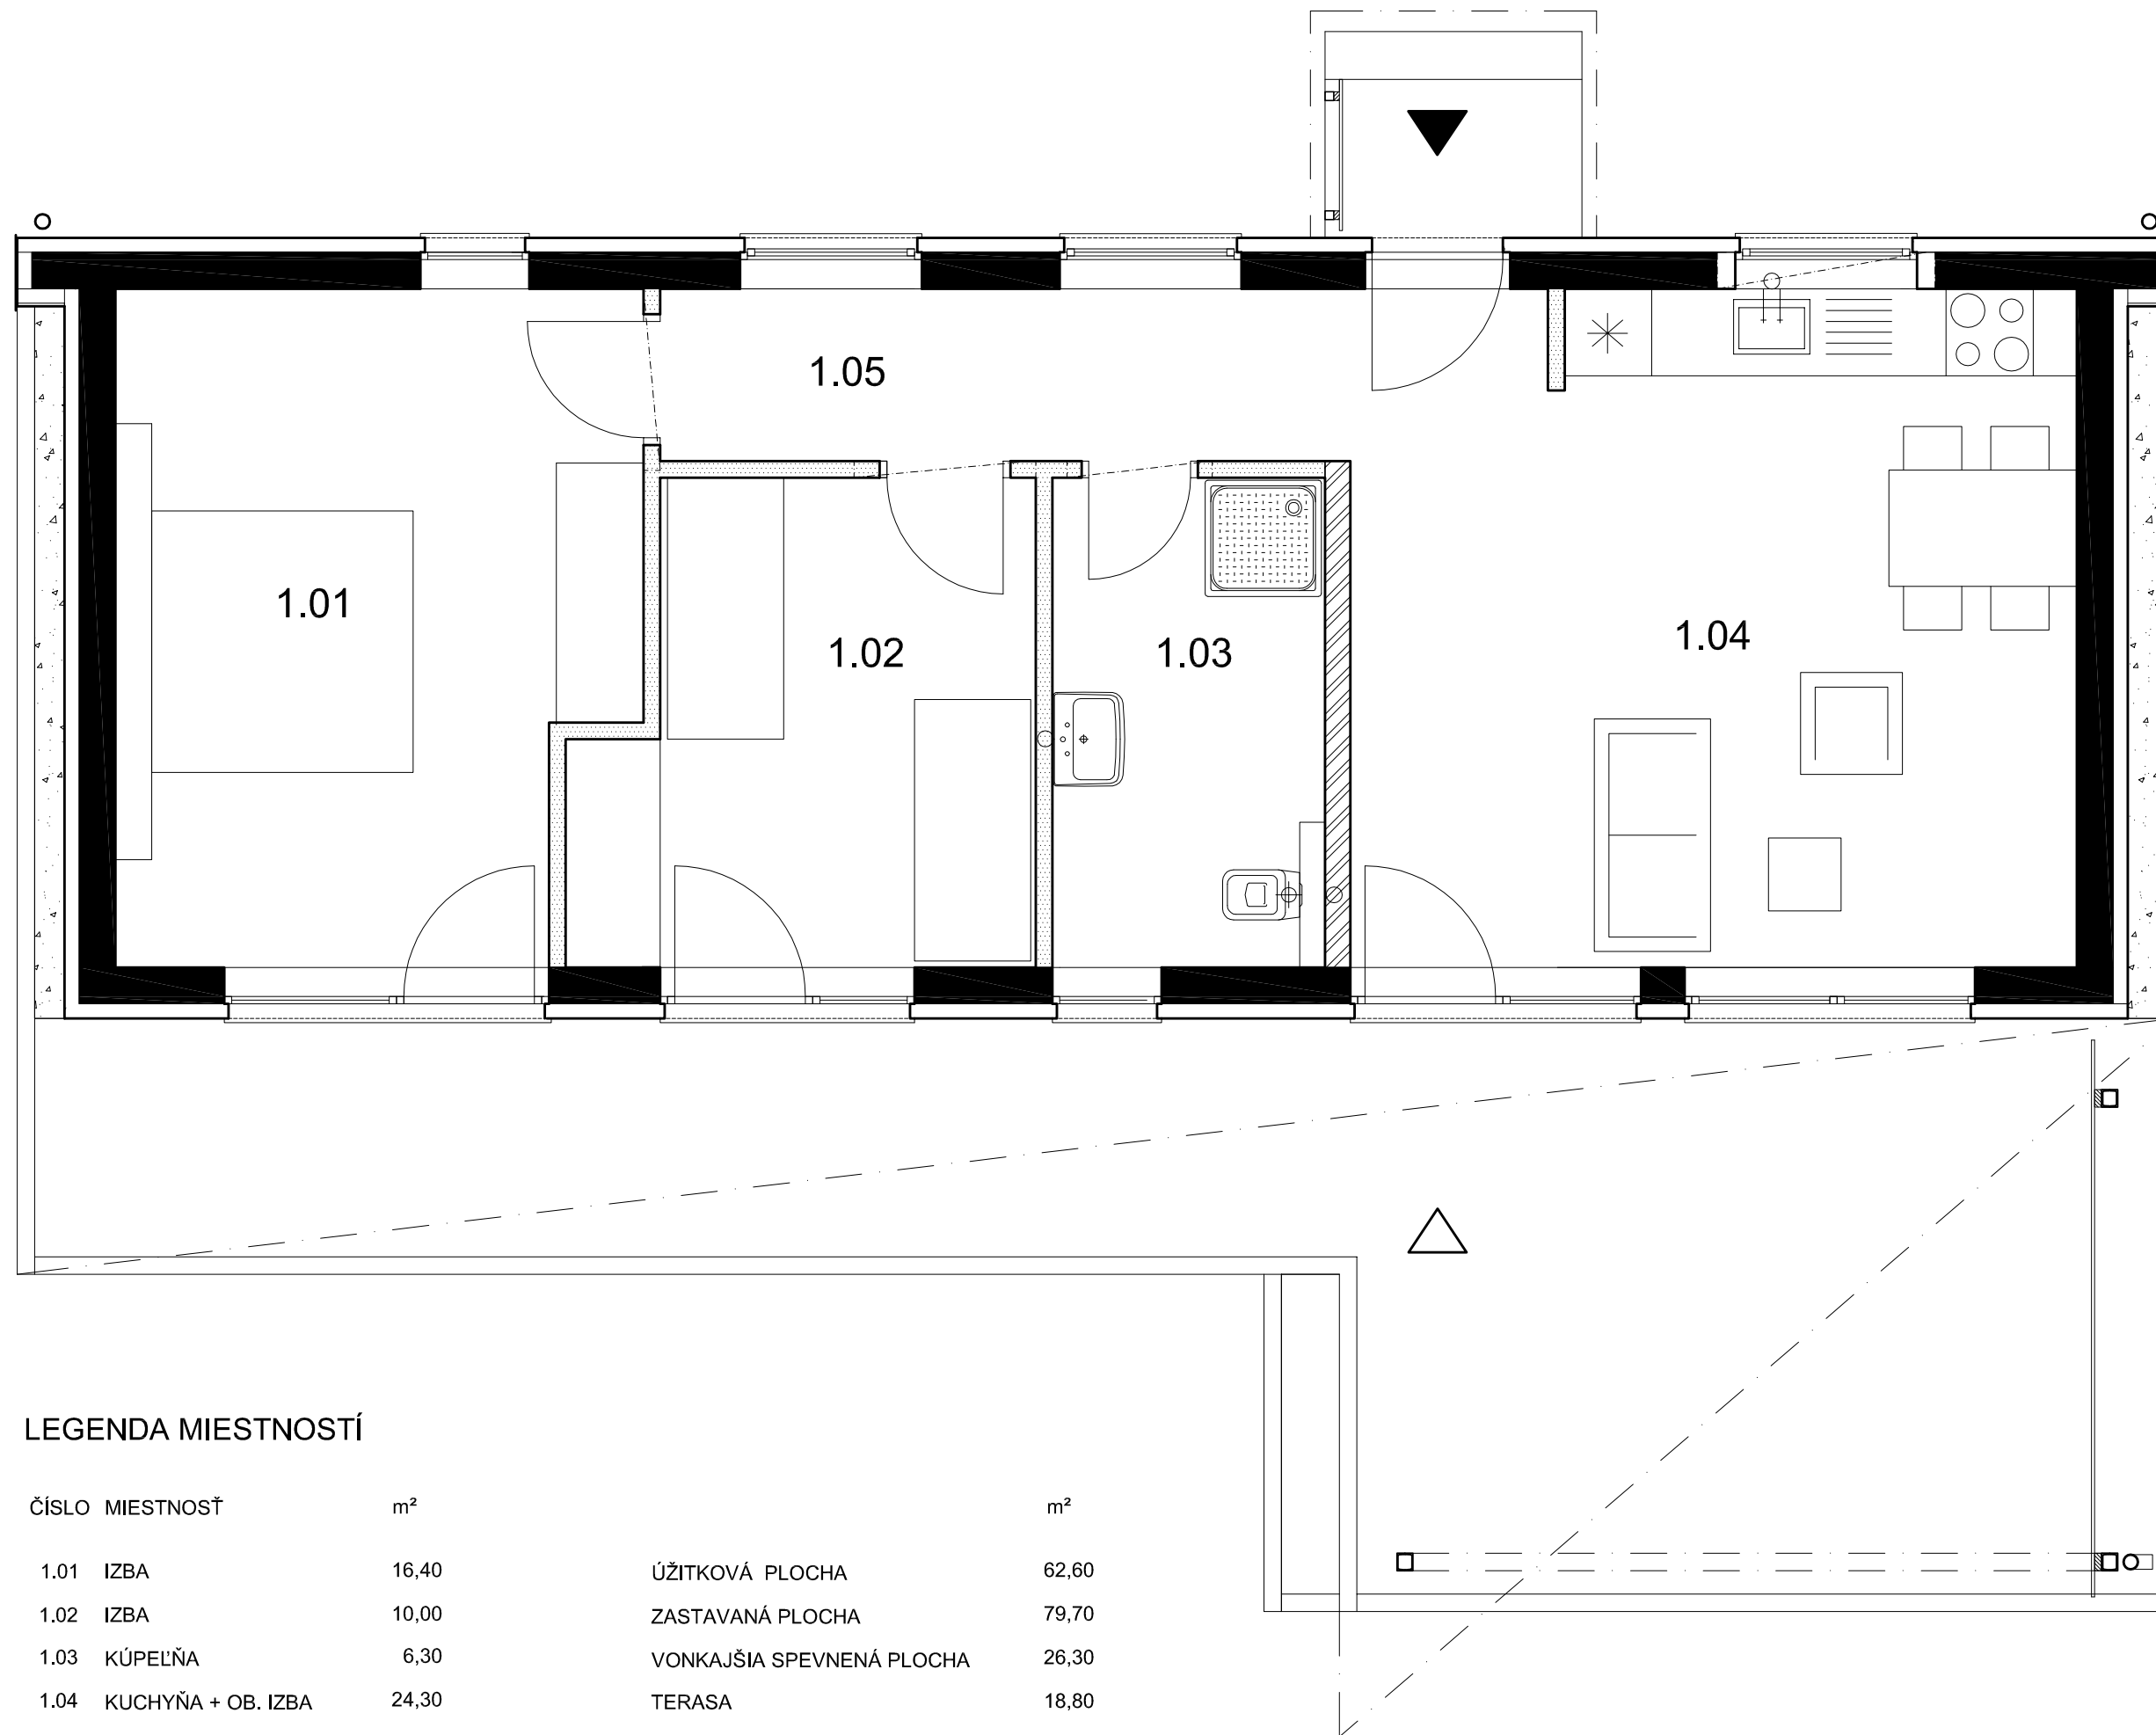 1.05
1.01
1.02
1.03
1.04
LEGENDA MIESTNOSTÍ
ČÍSLO MIESTNOSŤ m² m²
1.01 IZBA 16,40 ÚŽITKOVÁ PLOCHA 62,60
1.02 IZBA 10,00 ZASTAVANÁ PLOCHA 79,70
1.03 KÚPEĽŇA 6,30 VONKAJŠIA SPEVNENÁ PLOCHA 26,30
1.04 KUCHYŇA + OB. IZBA 24,30 TERASA 18,80